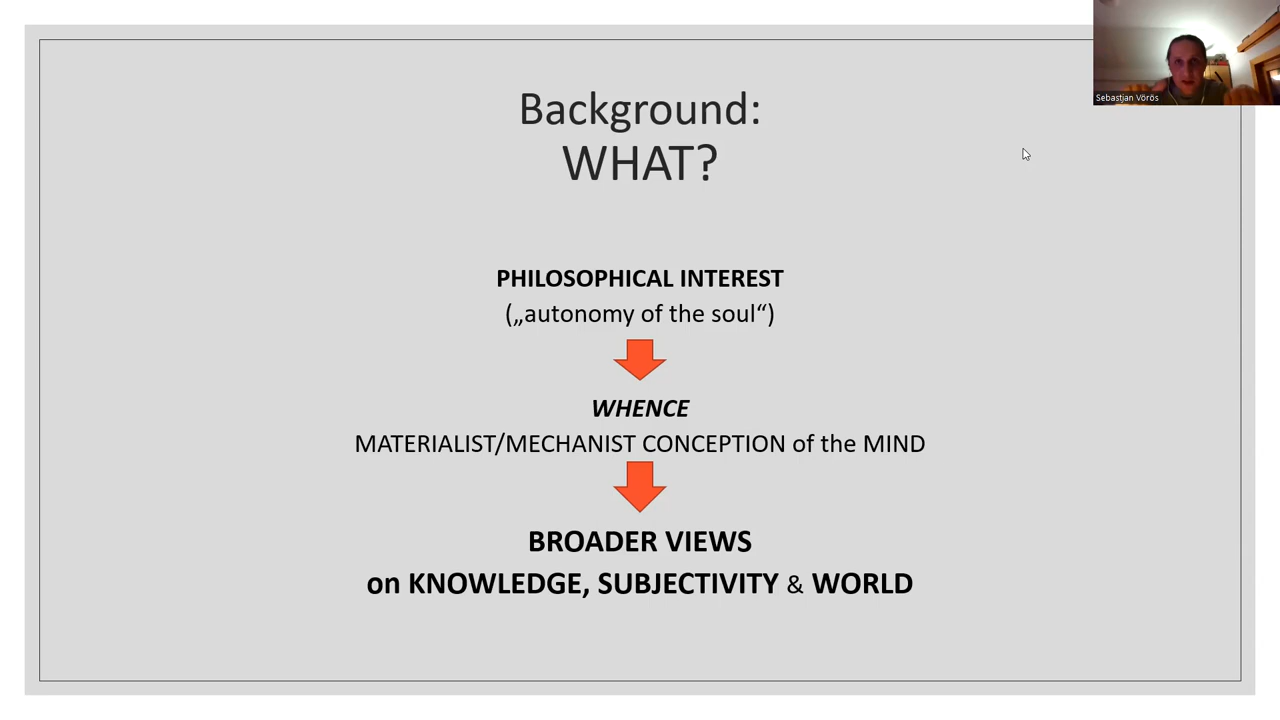 Sebastjan Vörös
Background:
WHAT?
PHILOSOPHICAL INTEREST
(„autonomy of the soul“)
WHENCE
MATERIALIST/MECHANIST CONCEPTION of the MIND
BROADER VIEWS
on KNOWLEDGE, SUBJECTIVITY & WORLD